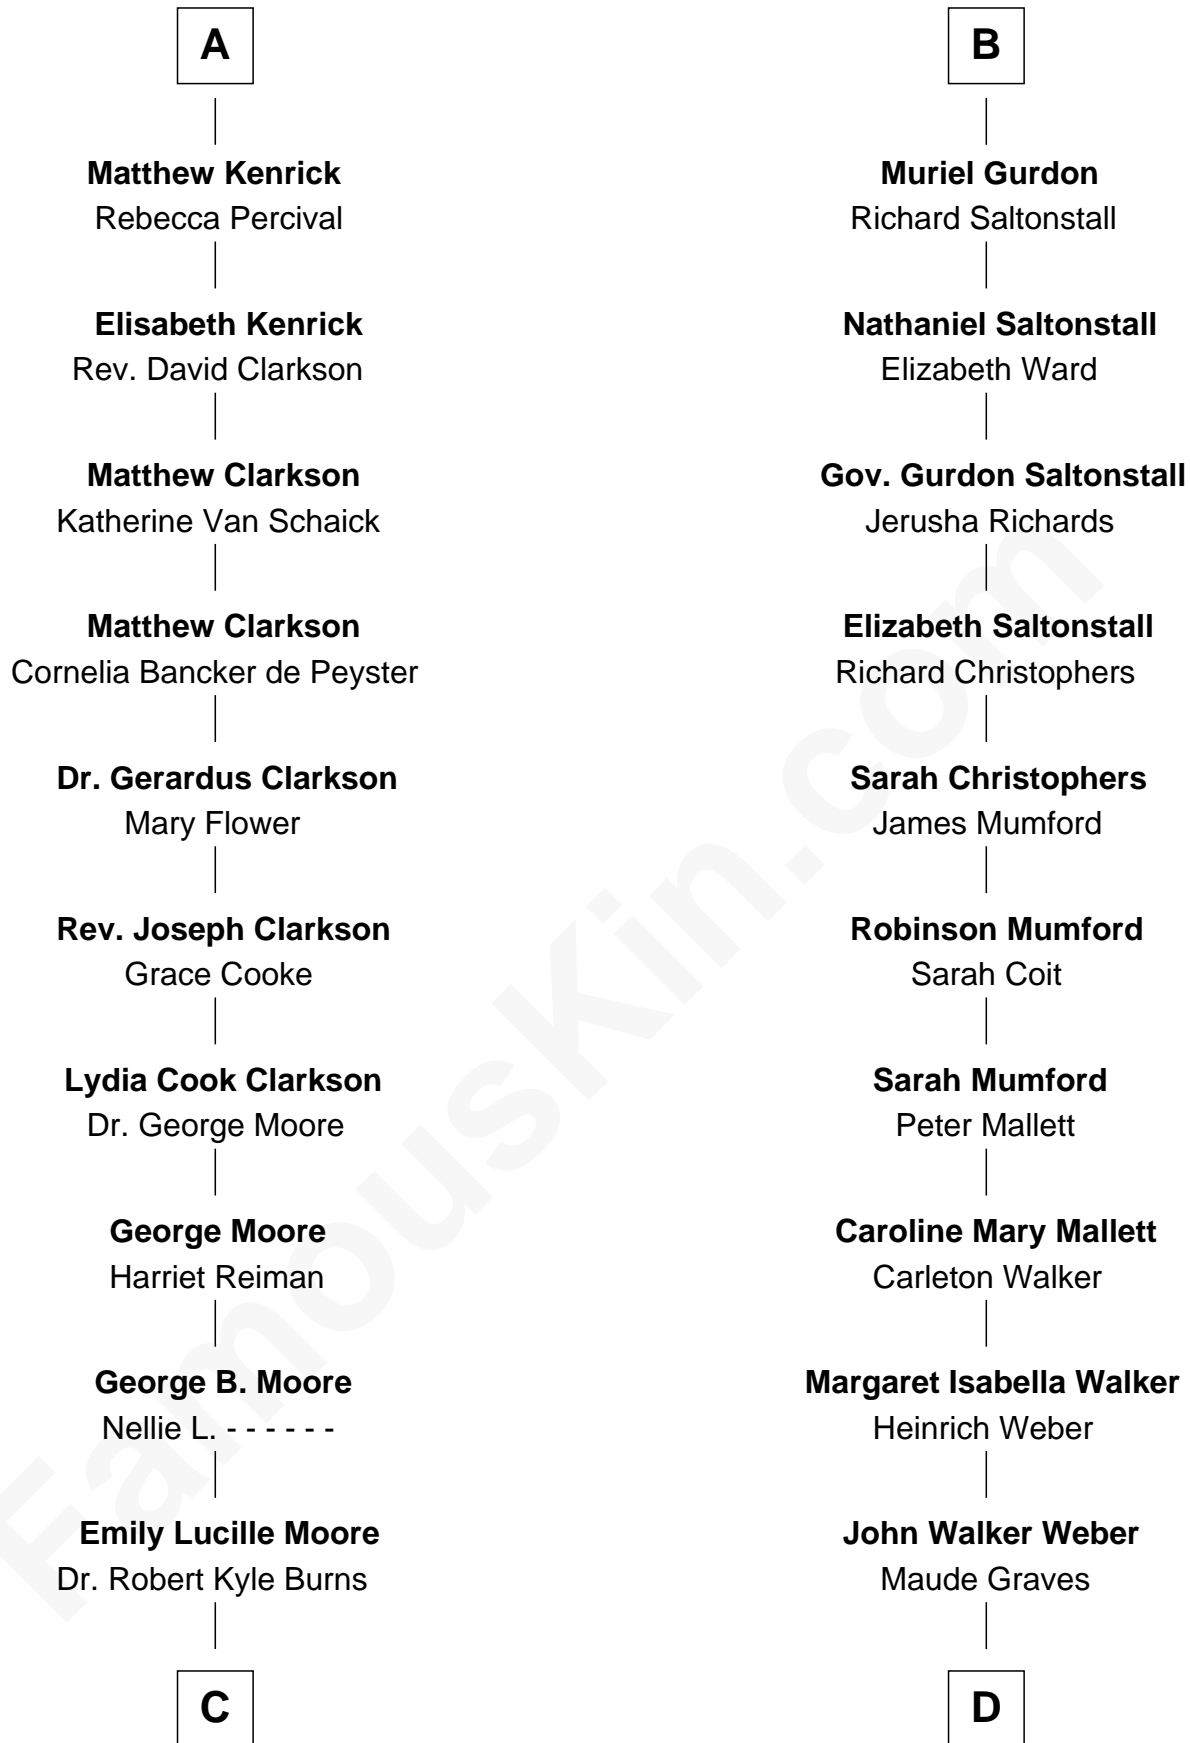 A
Matthew Kenrick
Rebecca Percival
Elisabeth Kenrick
Rev. David Clarkson
Matthew Clarkson
Katherine Van Schaick
Matthew Clarkson
Cornelia Bancker de Peyster
Dr. Gerardus Clarkson
Mary Flower
Rev. Joseph Clarkson
Grace Cooke
Lydia Cook Clarkson
Dr. George Moore
George Moore
Harriet Reiman
George B. Moore
Nellie L. - - - - - -
Emily Lucille Moore
Dr. Robert Kyle Burns
C
B
Muriel Gurdon
Richard Saltonstall
Nathaniel Saltonstall
Elizabeth Ward
Gov. Gurdon Saltonstall
Jerusha Richards
Elizabeth Saltonstall
Richard Christophers
Sarah Christophers
James Mumford
Robinson Mumford
Sarah Coit
Sarah Mumford
Peter Mallett
Caroline Mary Mallett
Carleton Walker
Margaret Isabella Walker
Heinrich Weber
John Walker Weber
Maude Graves
D
FamousKin.com